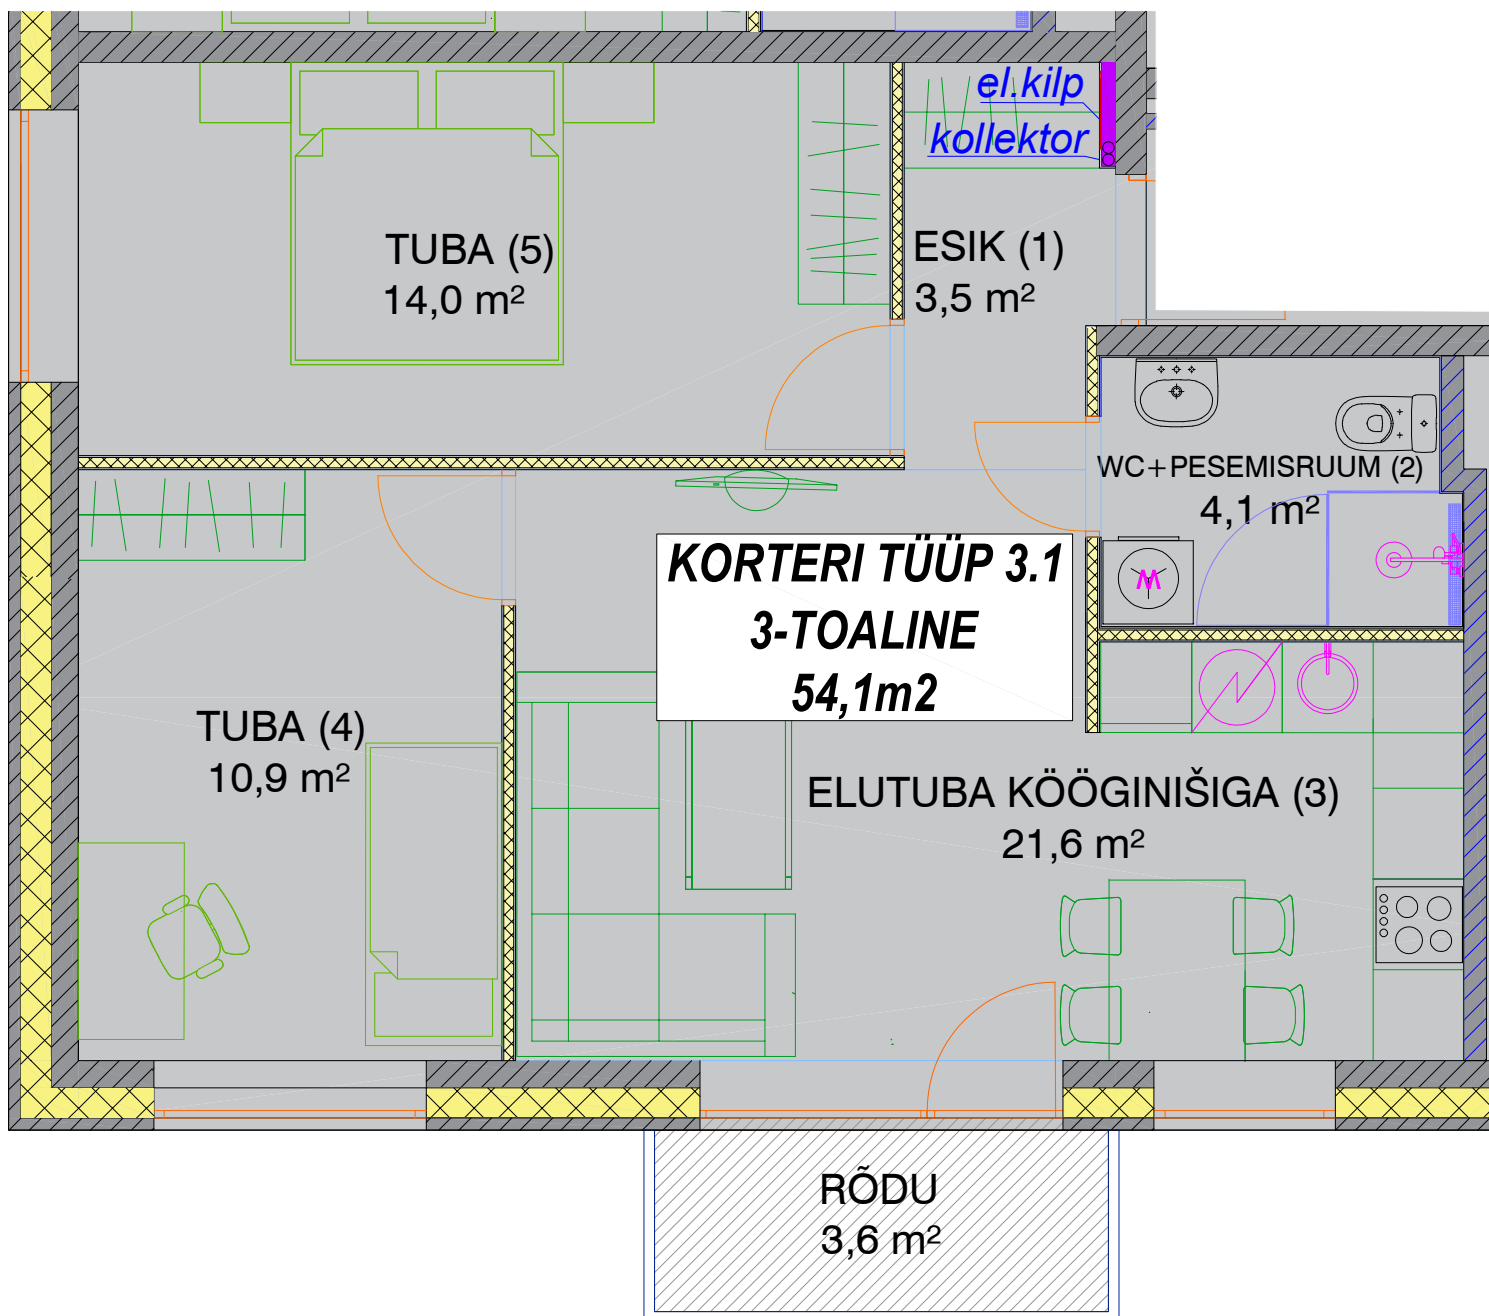 el.kilp
kollektor
TUBA (5)
14,0 m²
ESIK (1)
3,5 m²
WC+PESEMISRUUM (2)
4,1 m²
KORTERI TÜÜP 3.1
3-TOALINE
54,1m2
M
TUBA (4)
10,9 m²
ELUTUBA KÖÖGINIŠIGA (3)
21,6 m²
RÕDU
3,6 m²